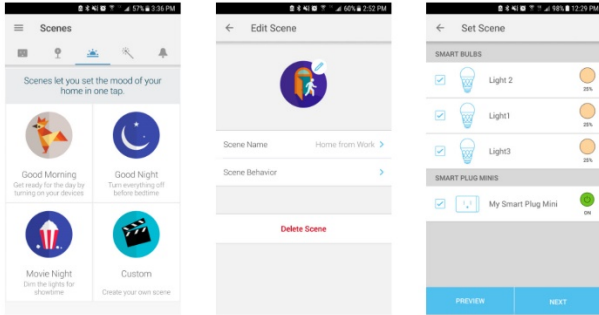 57% 3:36 PM
Scenes
Scenes let you set the mood of your
home in one tap.
Good Morning
Get ready for the day by
turning on your devices
Good Night
Turn everything off
before bedtime
Movie Night
Dim the lights for
showtime
Custom
Create your own scene
60% 2:52 PM
Edit Scene
Scene Name
Home from Work
Scene Behavior
Delete Scene
98% 12:29 PM
Set Scene
SMART BULBS
Light 2
25%
Light1
25%
Light3
25%
SMART PLUG MINIS
My Smart Plug Mini
ON
PREVIEW
NEXT